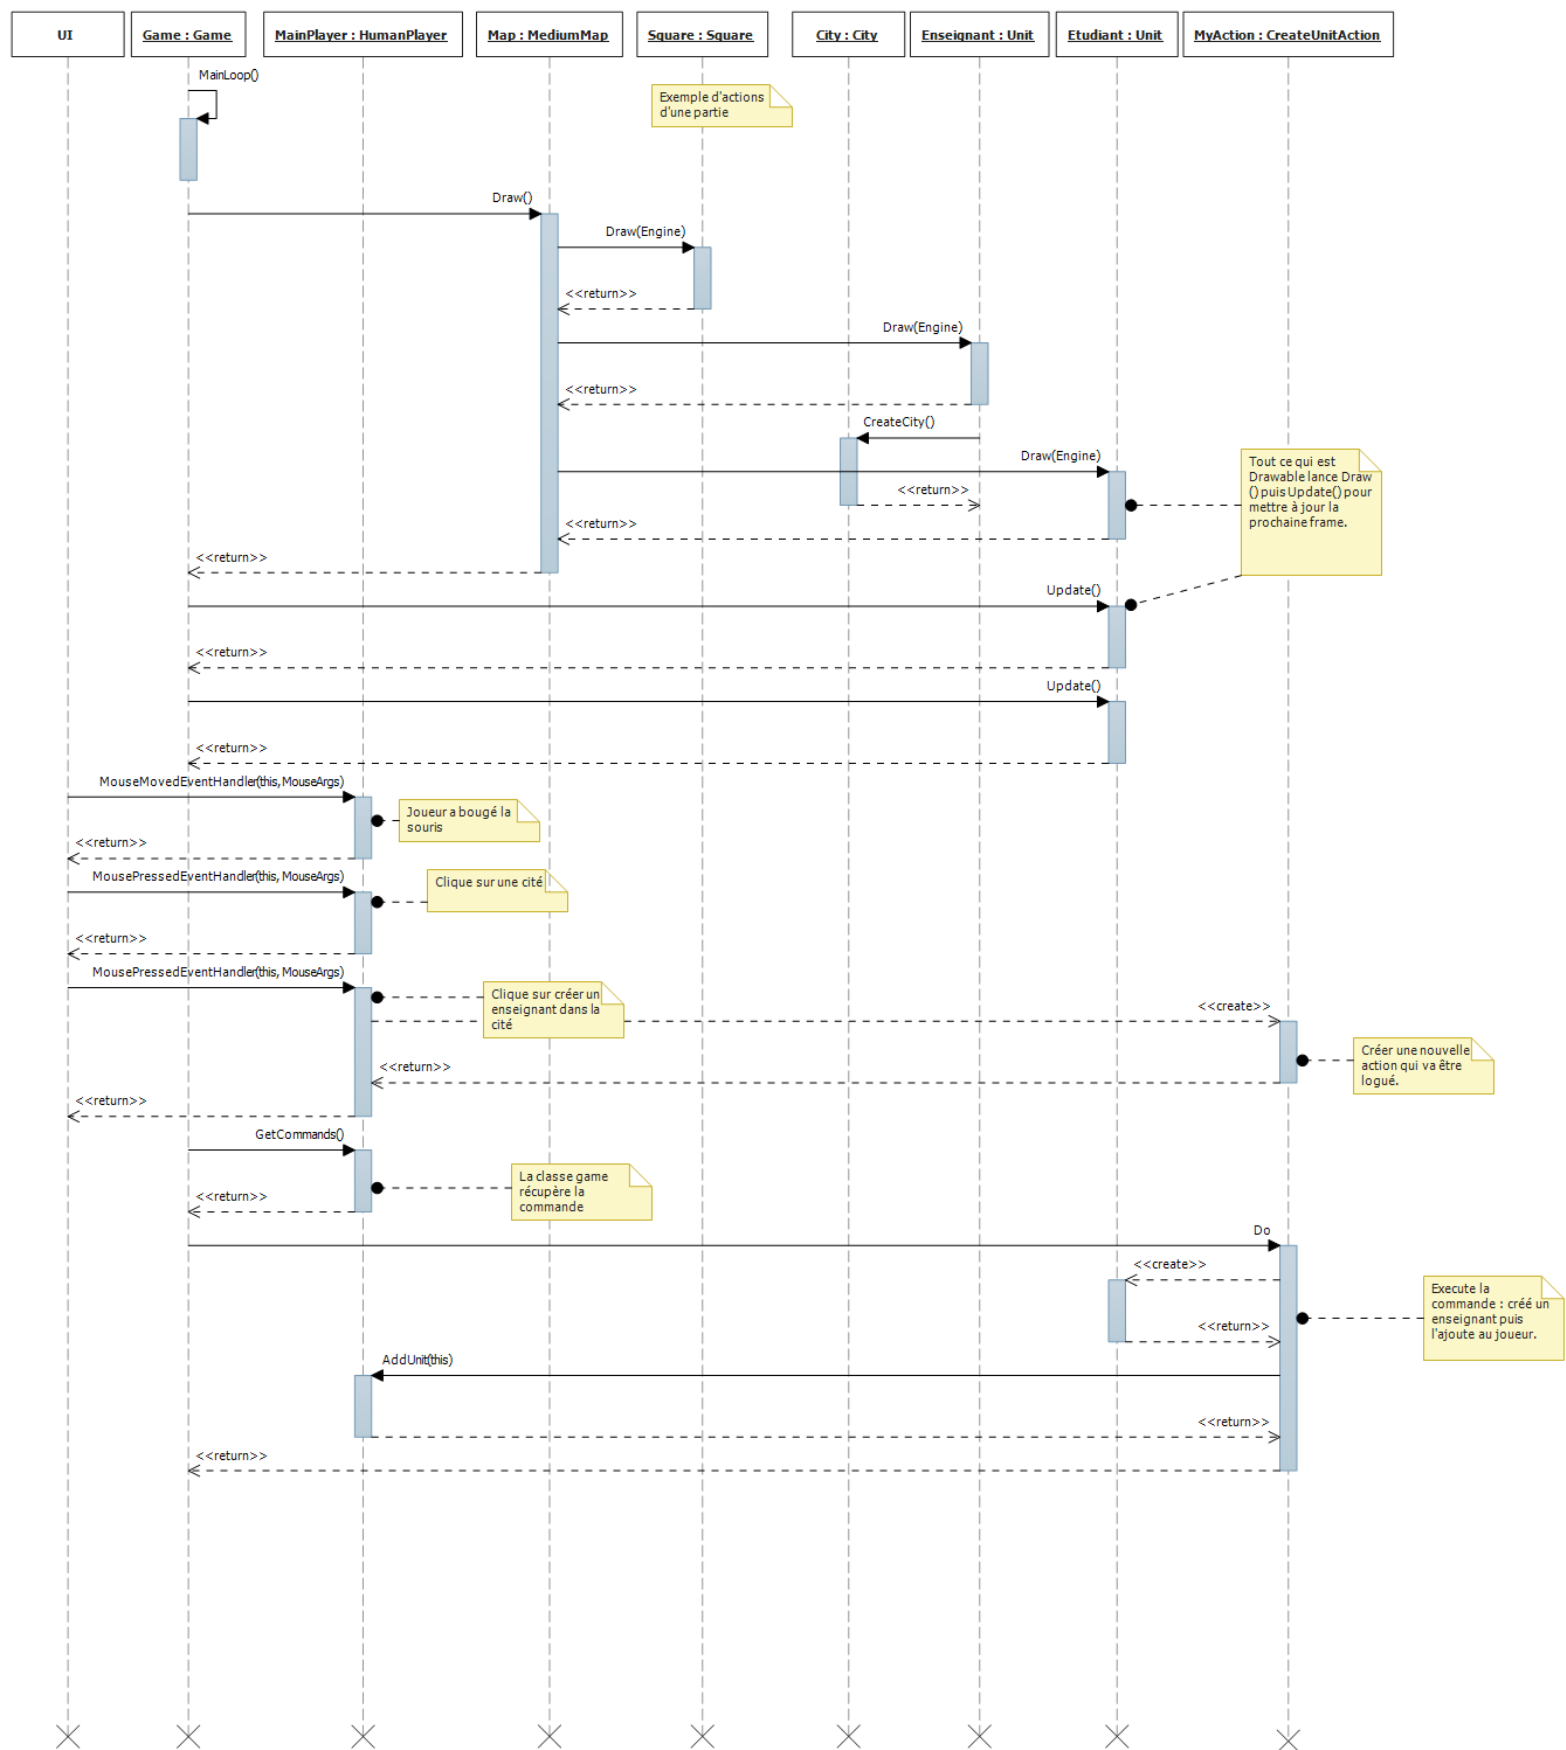 UI
Game : Game
MainPlayer : HumanPlayer
Map : MediumMap
Square : Square
City : City
Enseignant : Unit
Etudiant : Unit
MyAction : CreateUnitAction
MainLoop()
Exemple d'actions
d'une partie
Draw()
Draw(Engine)
<<return>>
Draw(Engine)
<<return>>
CreateCity()
Draw(Engine)
Tout ce qui est
Drawable lance Draw
() puis Update() pour
mettre à jour la
prochaine frame.
<<return>>
<<return>>
<<return>>
Update()
<<return>>
Update()
<<return>>
MouseMovedEventHandler(this, MouseArgs)
Joueur a bougé la
souris
<<return>>
MousePressedEventHandler(this, MouseArgs)
Clique sur une cité
<<return>>
MousePressedEventHandler(this, MouseArgs)
Clique sur créer un
enseignant dans la
cité
<<create>>
Créer une nouvelle
action qui va être
logué.
<<return>>
<<return>>
GetCommands()
La classe game
récupère la
commande
<<return>>
Do
<<create>>
Execute la
commande : créé un
enseignant puis
l'ajoute au joueur.
<<return>>
AddUnit(this)
<<return>>
<<return>>